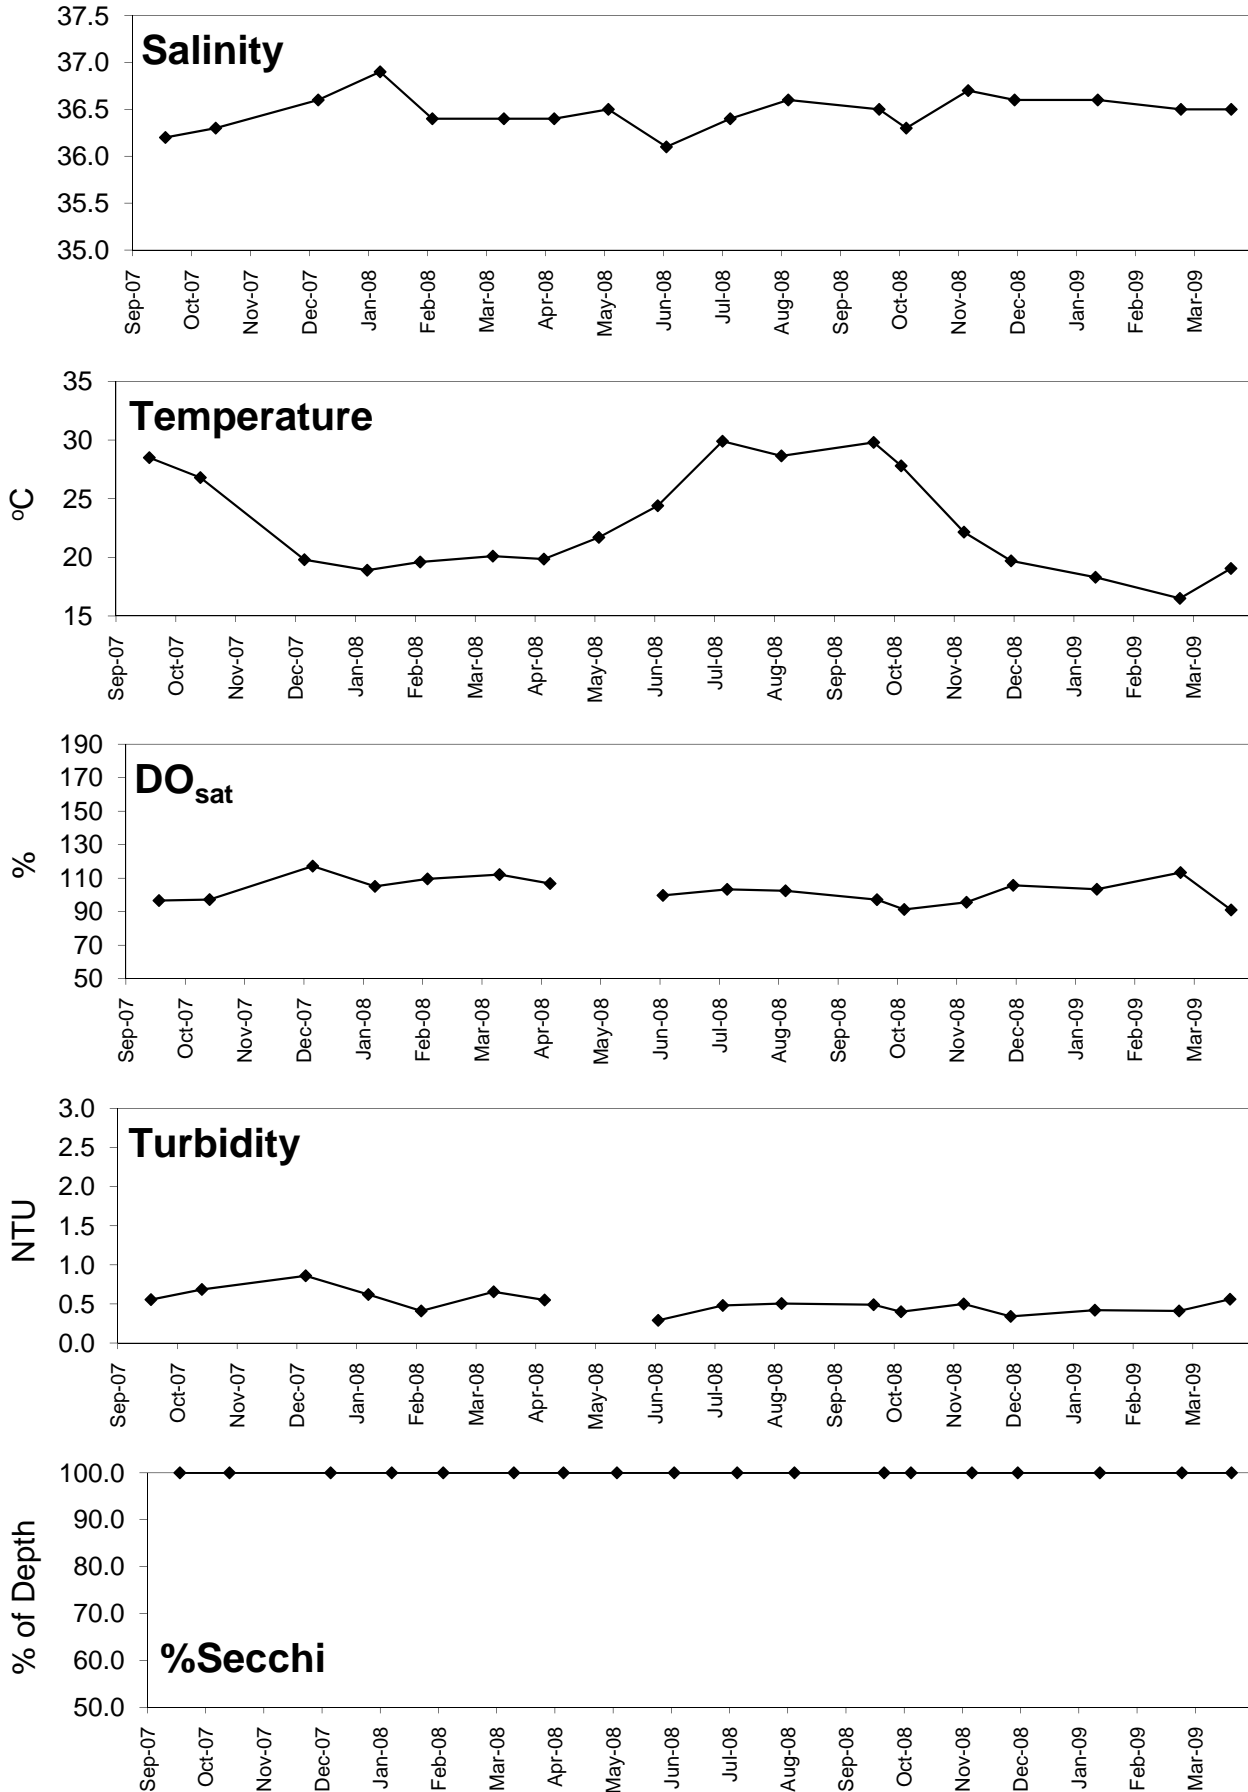 Salinity
37.5
37.0
36.5
36.0
35.5
35.0
Sep-07 Oct-07 Nov-07 Dec-07 Jan-08 Feb-08 Mar-08 Apr-08 May-08 Jun-08 Jul-08 Aug-08 Sep-08 Oct-08 Nov-08 Dec-08 Jan-09 Feb-09 Mar-09
Temperature
ºC
35
30
25
20
15
Sep-07 Oct-07 Nov-07 Dec-07 Jan-08 Feb-08 Mar-08 Apr-08 May-08 Jun-08 Jul-08 Aug-08 Sep-08 Oct-08 Nov-08 Dec-08 Jan-09 Feb-09 Mar-09
DOsat
%
190
170
150
130
110
90
70
50
Sep-07 Oct-07 Nov-07 Dec-07 Jan-08 Feb-08 Mar-08 Apr-08 May-08 Jun-08 Jul-08 Aug-08 Sep-08 Oct-08 Nov-08 Dec-08 Jan-09 Feb-09 Mar-09
Turbidity
NTU
3.0
2.5
2.0
1.5
1.0
0.5
0.0
Sep-07 Oct-07 Nov-07 Dec-07 Jan-08 Feb-08 Mar-08 Apr-08 May-08 Jun-08 Jul-08 Aug-08 Sep-08 Oct-08 Nov-08 Dec-08 Jan-09 Feb-09 Mar-09
% of Depth
100.0
90.0
80.0
70.0
60.0
50.0
%Secchi
Sep-07 Oct-07 Nov-07 Dec-07 Jan-08 Feb-08 Mar-08 Apr-08 May-08 Jun-08 Jul-08 Aug-08 Sep-08 Oct-08 Nov-08 Dec-08 Jan-09 Feb-09 Mar-09